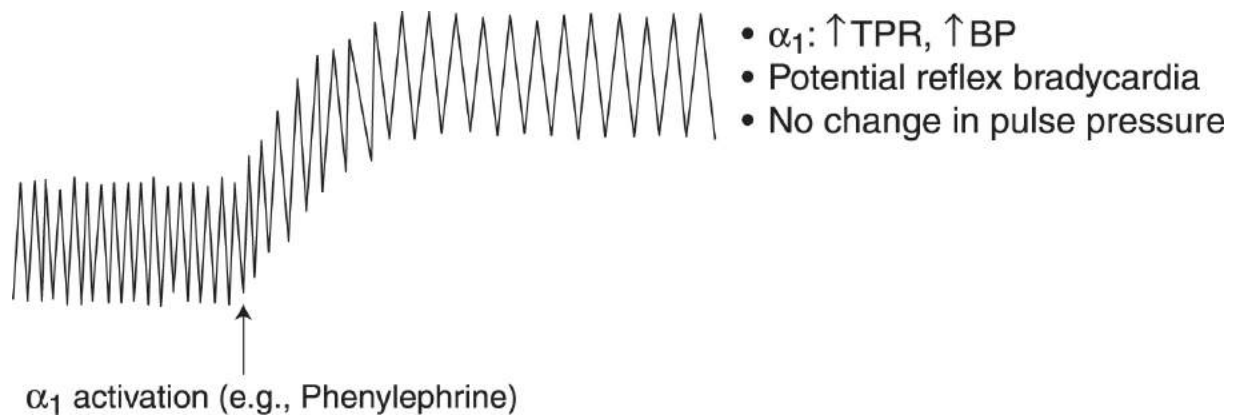 • α₁: ↑TPR, ↑BP
• Potential reflex bradycardia
• No change in pulse pressure
α₁ activation (e.g., Phenylephrine)